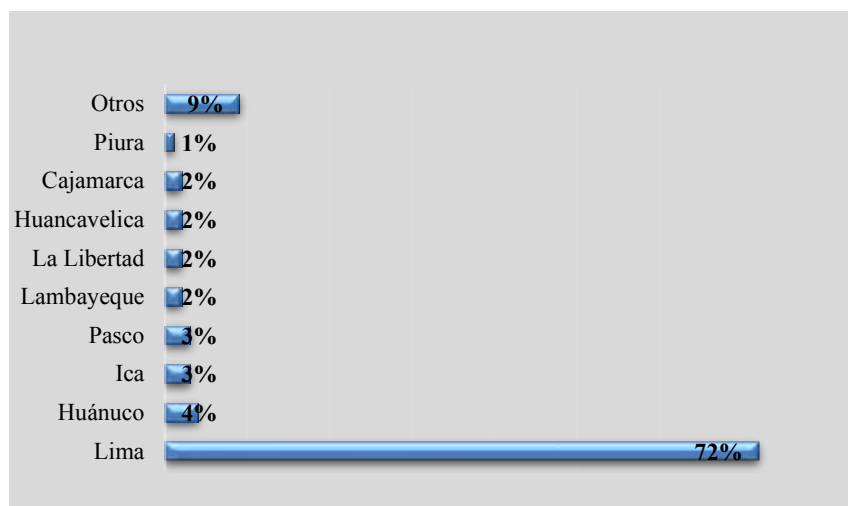 Otros 9%
Piura 1%
Cajamarca 2%
Huancavelica 2%
La Libertad 2%
Lambayeque 2%
Pasco 3%
Ica 3%
Huánuco 4%
Lima 72%